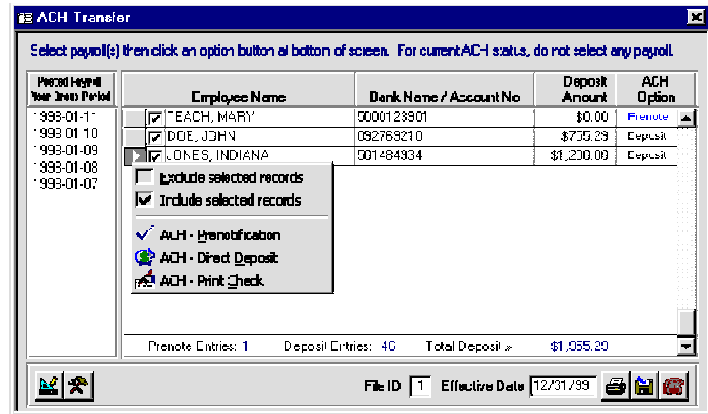 ACH Transfer
Select payroll(s) then click an option button at bottom of screen. For current ACH status, do not select any payroll.
Posted Payroll Deposit ACH
Period Employee Name Bank Name / Account No Amount Option
1998-01-11 TEACH, MARY 5000123901 $0.00 Prenote
1998-01-10 DOE, JOHN 092769210 $755.29 Deposit
1998-01-09 JONES, INDIANA 501484934 $1,200.00 Deposit
1998-01-08 Exclude selected records
1998-01-07 Include selected records
ACH - Prenotification
ACH - Direct Deposit
ACH - Print Check
Prenote Entries: 1 Deposit Entries: Total Deposits $1,955.29
File ID 1 Effective Date 12/31/99